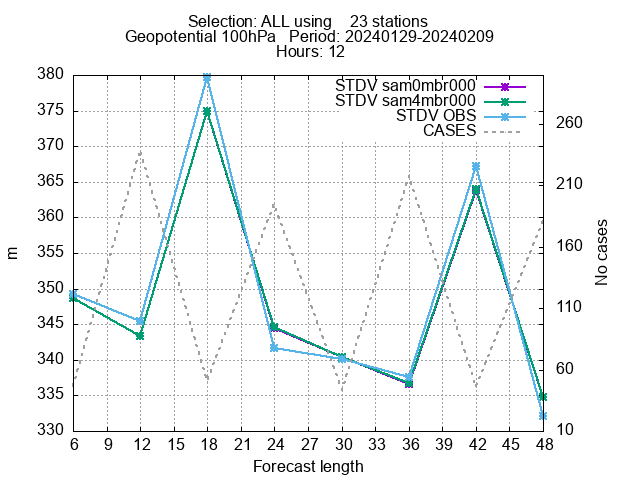 Selection: ALL using    23 stations
Geopotential 100hPa   Period: 20240129-20240209
Hours: 12
STDV sam0mbr000
STDV sam4mbr000
STDV OBS
CASES
380
375
370
365
360
355
350
345
340
335
330
m
260
210
160
110
60
10
No cases
6 9 12 15 18 21 24 27 30 33 36 39 42 45 48
Forecast length